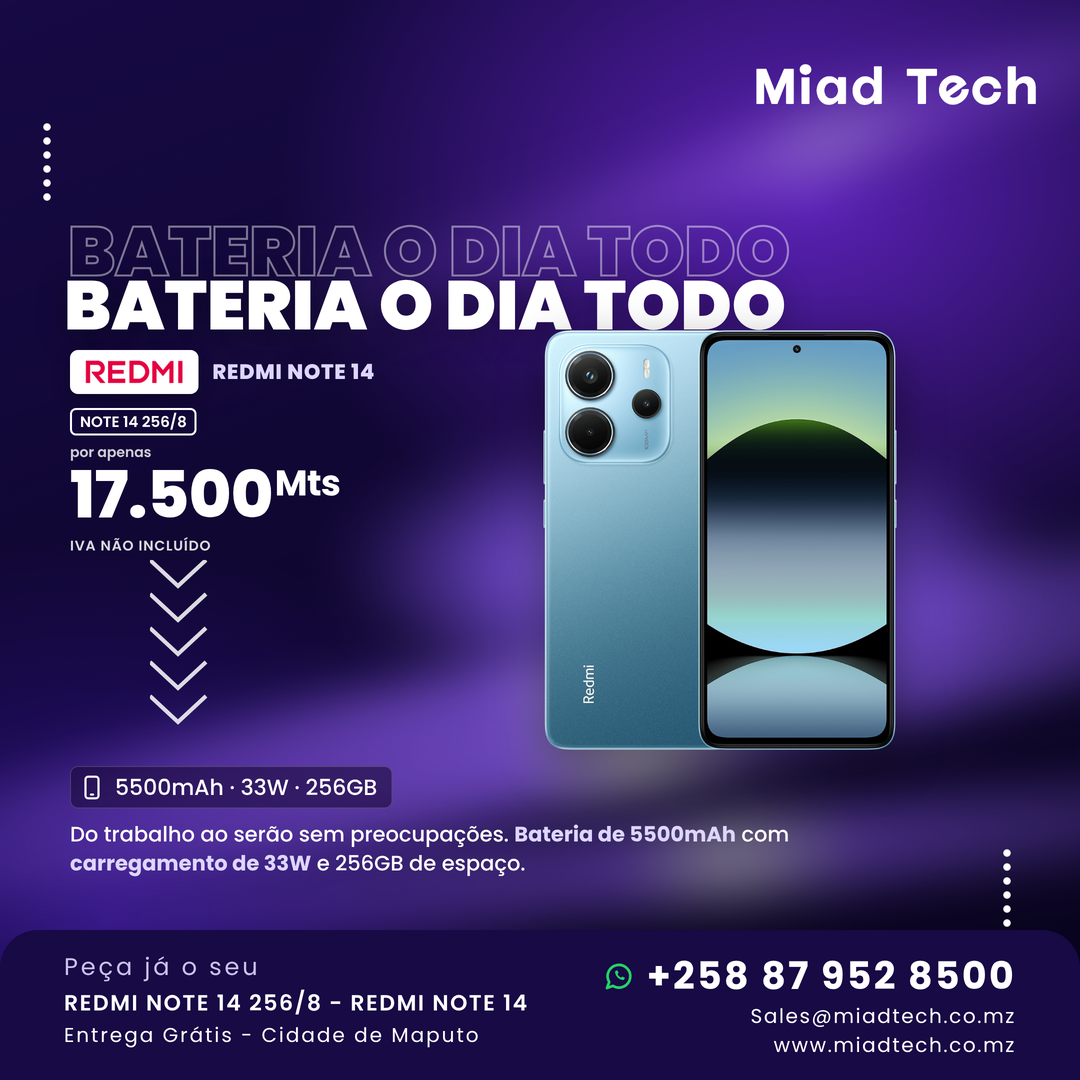 Miad Tech
BATERIA O DIA TODO
BATERIA O DIA TODO
REDMI REDMI NOTE 14
NOTE 14 256/8
por apenas
17.500 Mts
IVA NÃO INCLUÍDO
Redmi
5500mAh · 33W · 256GB
Do trabalho ao serão sem preocupações. Bateria de 5500mAh com
carregamento de 33W e 256GB de espaço.
Peça já o seu
REDMI NOTE 14 256/8 - REDMI NOTE 14
Entrega Grátis - Cidade de Maputo
+258 87 952 8500
Sales@miadtech.co.mz
www.miadtech.co.mz